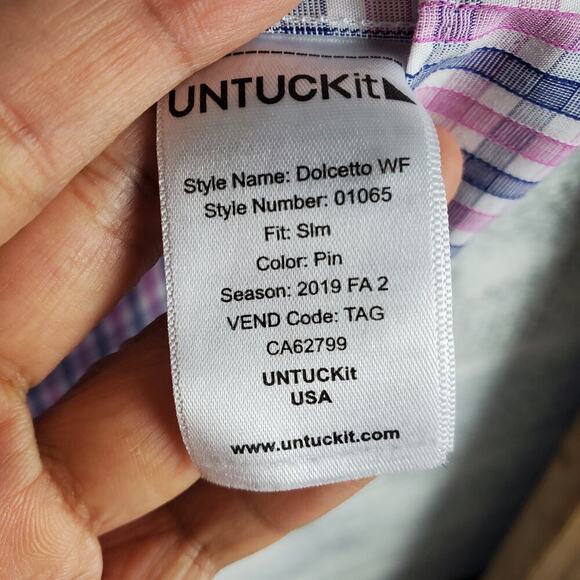 UNTUCKit
Style Name: Dolcetto WF
Style Number: 01065
Fit: Slm
Color: Pin
Season: 2019 FA 2
VEND Code: TAG
CA62799
UNTUCKit
USA
www.untuckit.com